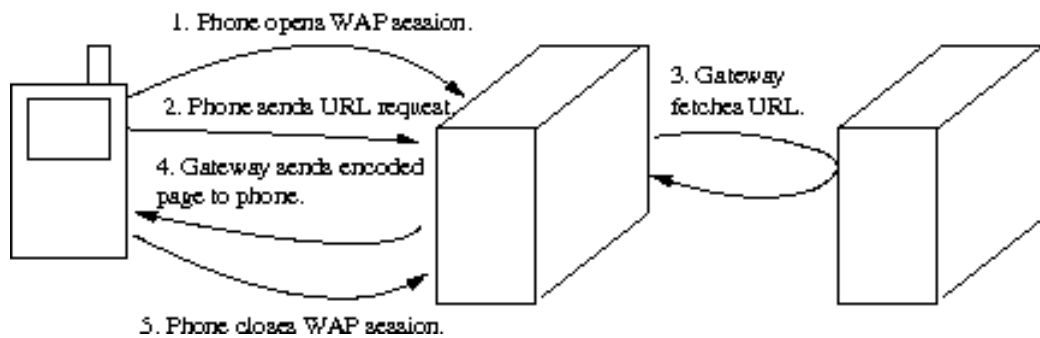 1. Phone opens WAP session.
2. Phone sends URL request.
3. Gateway
fetches URL.
4. Gateway sends encoded
page to phone.
5. Phone closes WAP session.